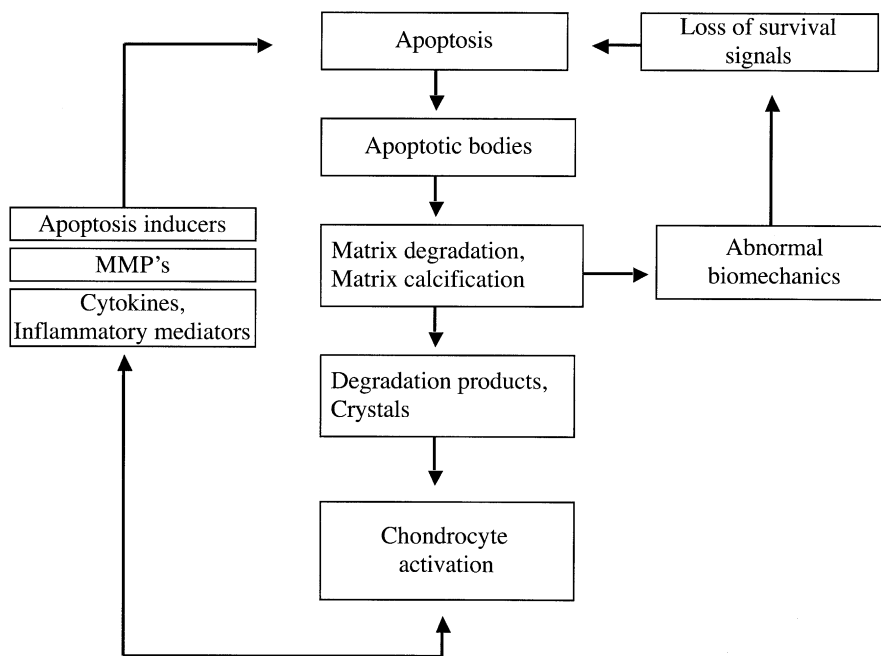 Apoptosis
Loss of survival
signals
Apoptotic bodies
Apoptosis inducers
MMP's
Cytokines,
Inflammatory mediators
Matrix degradation,
Matrix calcification
Abnormal
biomechanics
Degradation products,
Crystals
Chondrocyte
activation